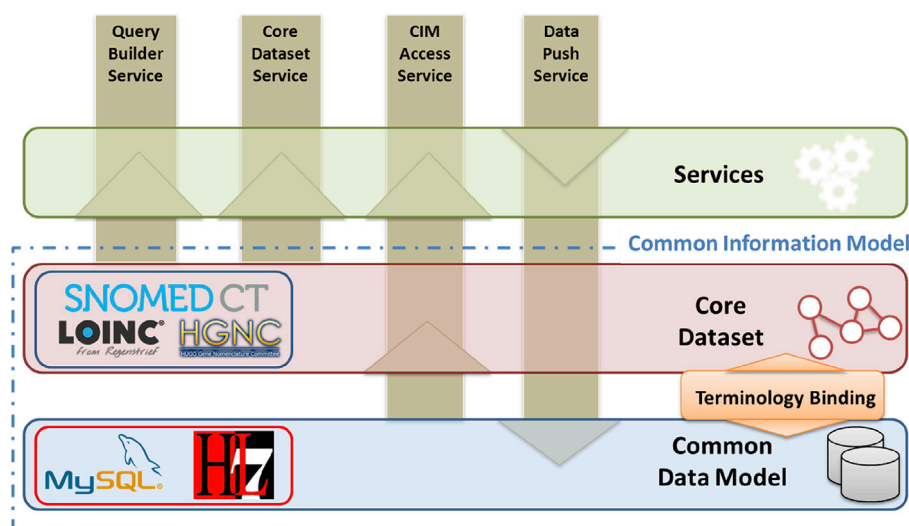 Query
Builder
Service
Core
Dataset
Service
CIM
Access
Service
Data
Push
Service
Services
Common Information Model
SNOMED CT
LOINC®
from Regenstrief
HGNC
HUGO Gene Nomenclature Committee
Core
Dataset
Terminology Binding
MySQL®
HL7
Common
Data Model